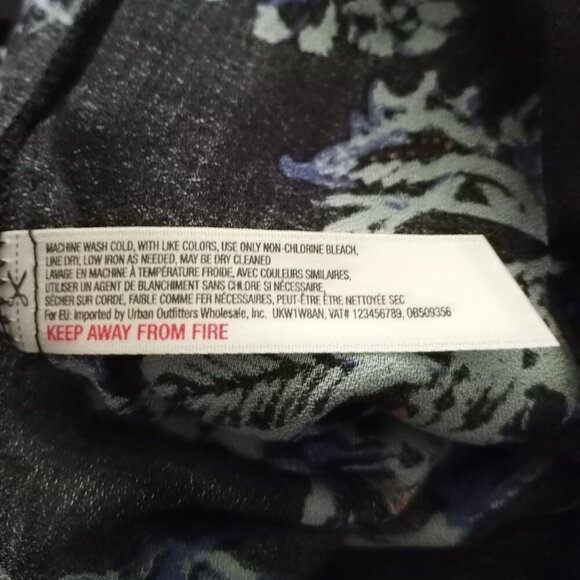 MACHINE WASH COLD, WITH LIKE COLORS, USE ONLY NON-CHLORINE BLEACH,
LINE DRY, LOW IRON AS NEEDED, MAY BE DRY CLEANED
LAVAGE EN MACHINE À TEMPÉRATURE FROIDE, AVEC COULEURS SIMILAIRES,
UTILISER UN AGENT DE BLANCHIMENT SANS CHLORE SI NÉCESSAIRE,
SÉCHER SUR CORDE, FAIBLE COMME FER NÉCESSAIRES, PEUT-ÊTRE ÊTRE NETTOYÉE SEC
For EU: Imported by Urban Outfitters Wholesale, Inc. UKW1W8AN, VAT# 123456789, OB509356
KEEP AWAY FROM FIRE